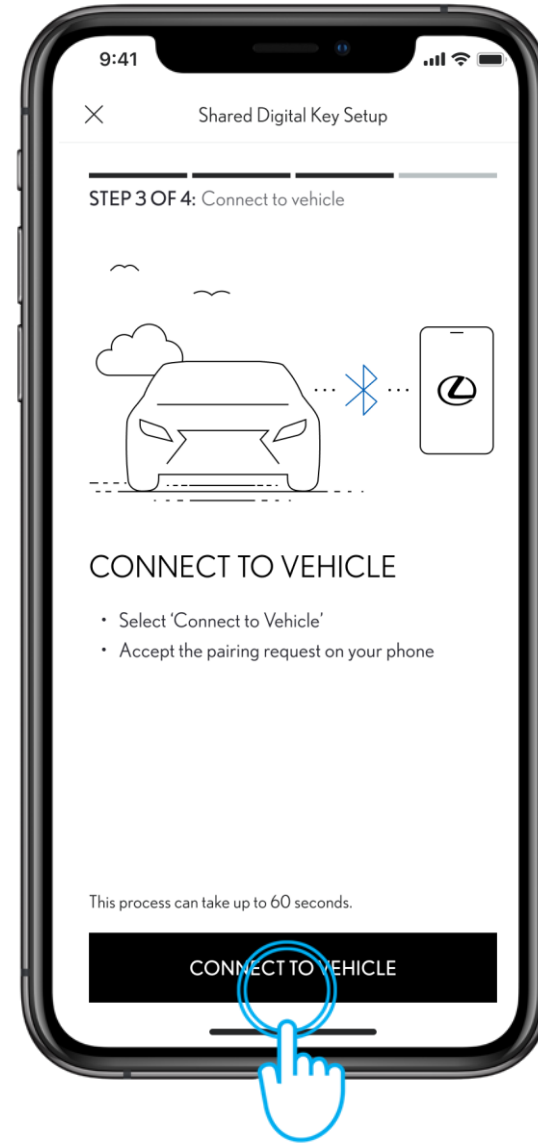 9:41
Shared Digital Key Setup
STEP 3 OF 4: Connect to vehicle
CONNECT TO VEHICLE
• Select ‘Connect to Vehicle’
• Accept the pairing request on your phone
This process can take up to 60 seconds.
CONNECT TO VEHICLE